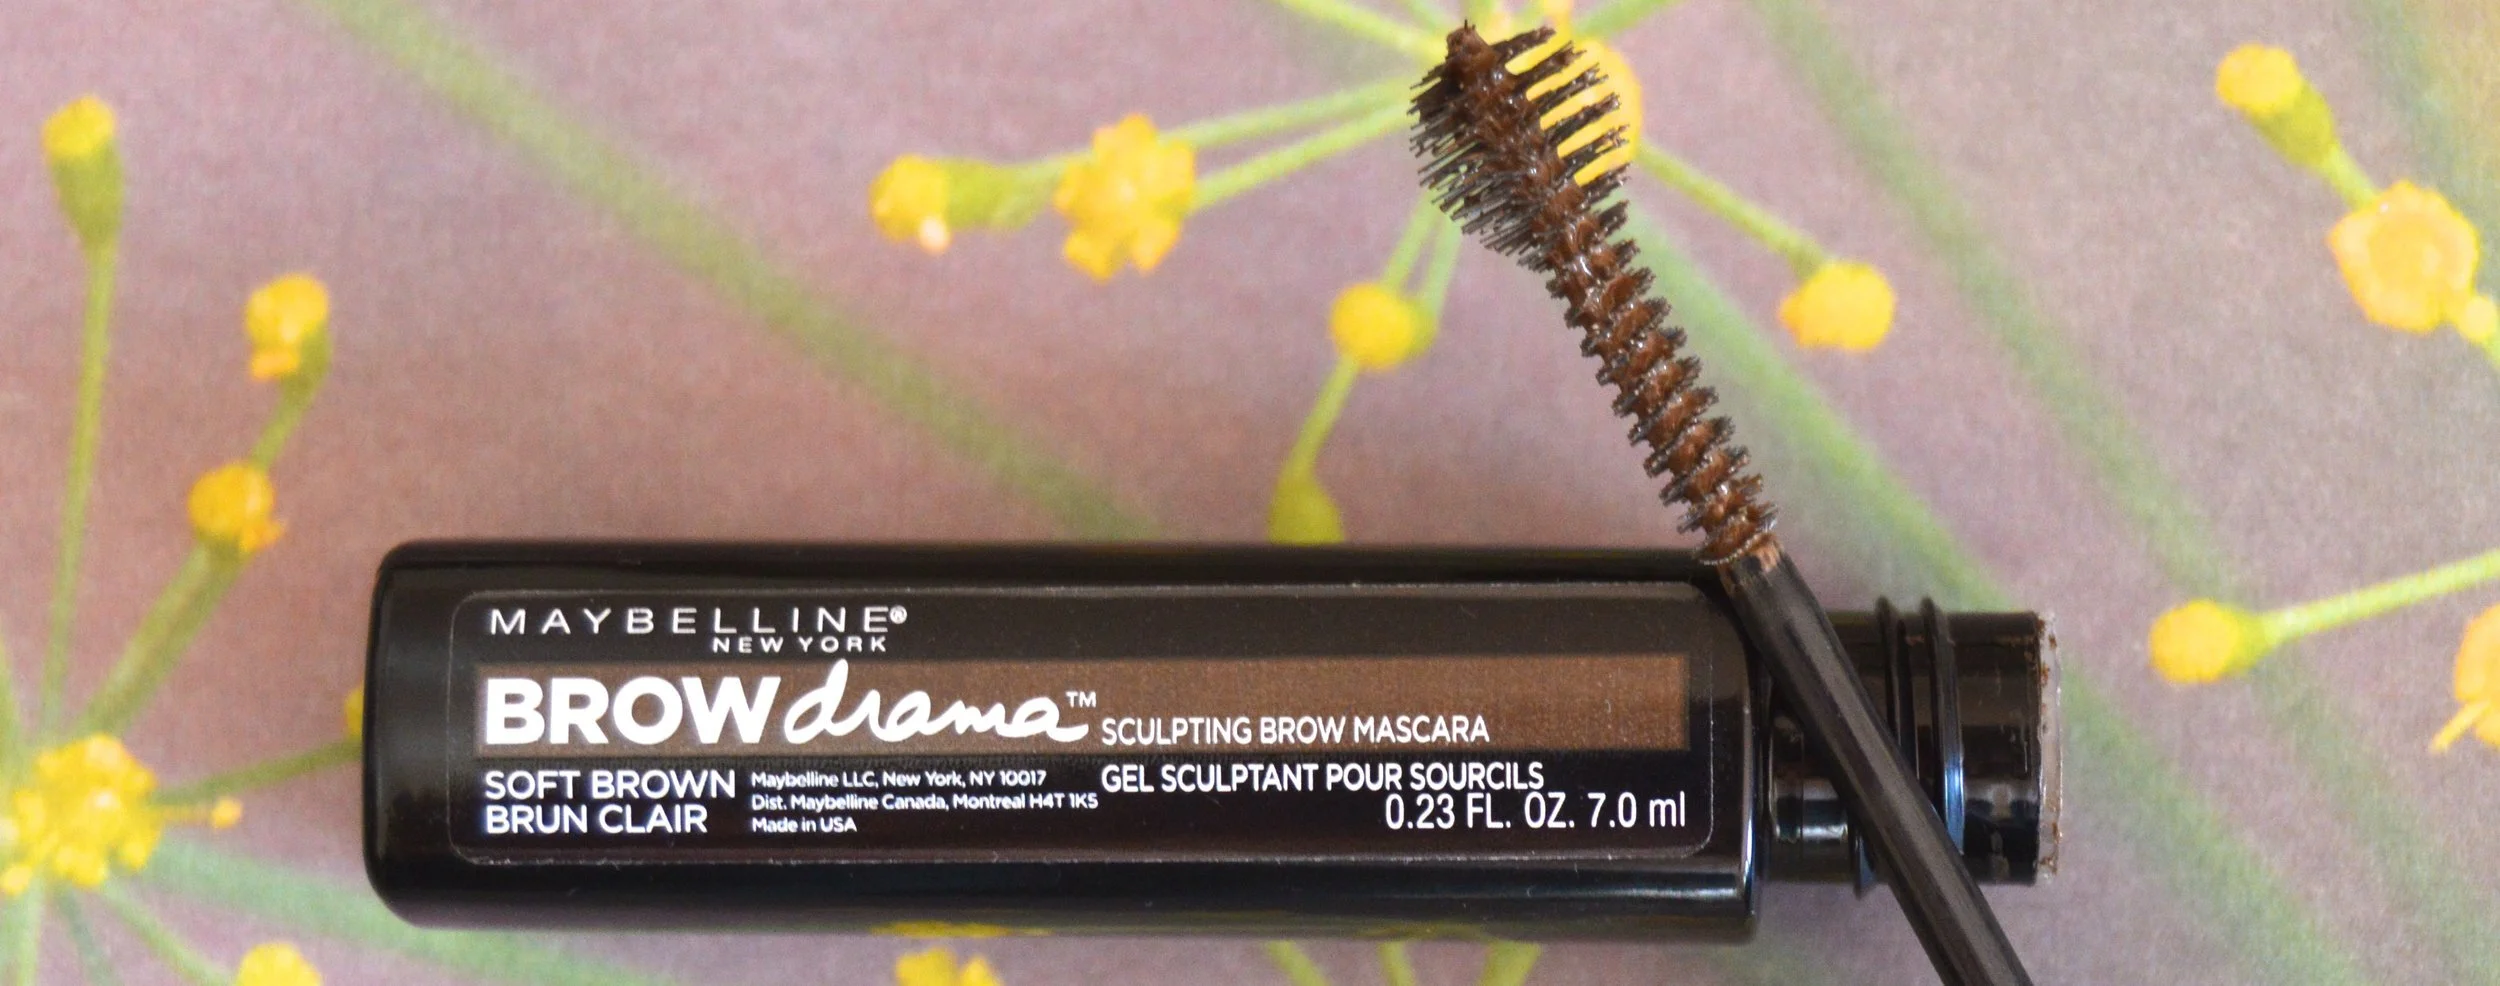 MAYBELLINE®
NEW YORK
BROWdrama™ SCULPTING BROW MASCARA
GEL SCULPTANT POUR SOURCILS
SOFT BROWN
BRUN CLAIR
Maybelline LLC, New York, NY 10017
Dist. Maybelline Canada, Montreal H4T 1K5
Made in USA
0.23 FL. OZ. 7.0 ml